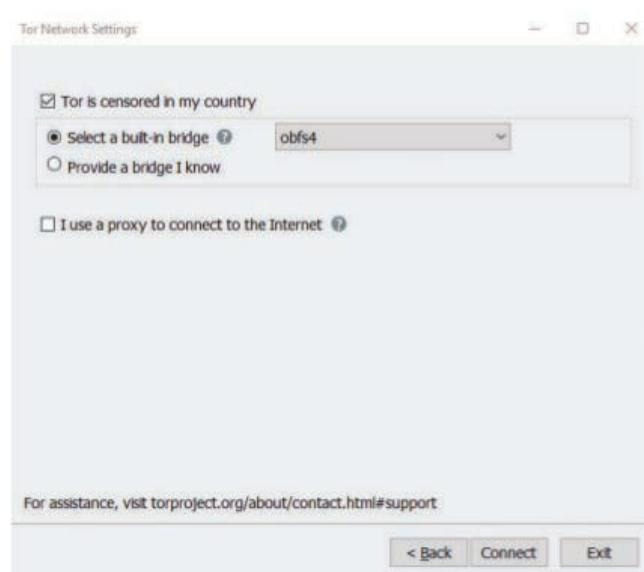 Tor Network Settings
Tor is censored in my country
Select a built-in bridge ? obfs4
Provide a bridge I know
I use a proxy to connect to the Internet ?
For assistance, visit torproject.org/about/contact.html#support
< Back Connect Exit